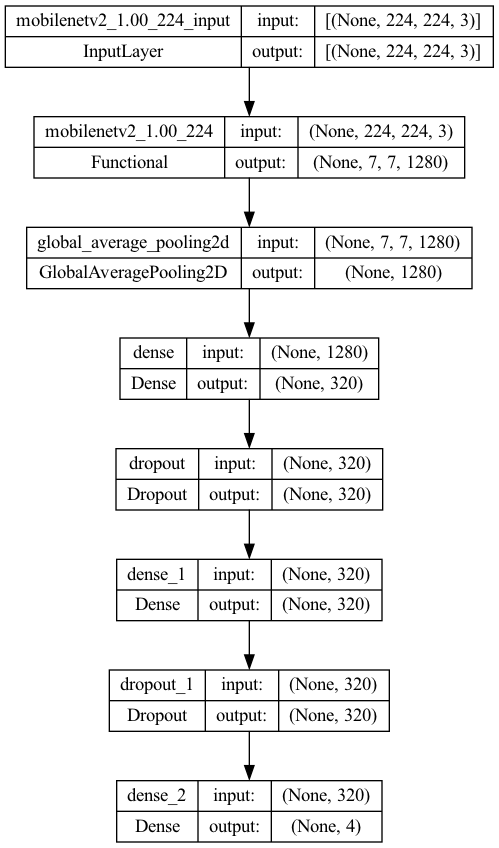 mobilenetv2_1.00_224_input input: [(None, 224, 224, 3)]
InputLayer output: [(None, 224, 224, 3)]
mobilenetv2_1.00_224 input: (None, 224, 224, 3)
Functional output: (None, 7, 7, 1280)
global_average_pooling2d input: (None, 7, 7, 1280)
GlobalAveragePooling2D output: (None, 1280)
dense input: (None, 1280)
Dense output: (None, 320)
dropout input: (None, 320)
Dropout output: (None, 320)
dense_1 input: (None, 320)
Dense output: (None, 320)
dropout_1 input: (None, 320)
Dropout output: (None, 320)
dense_2 input: (None, 320)
Dense output: (None, 4)